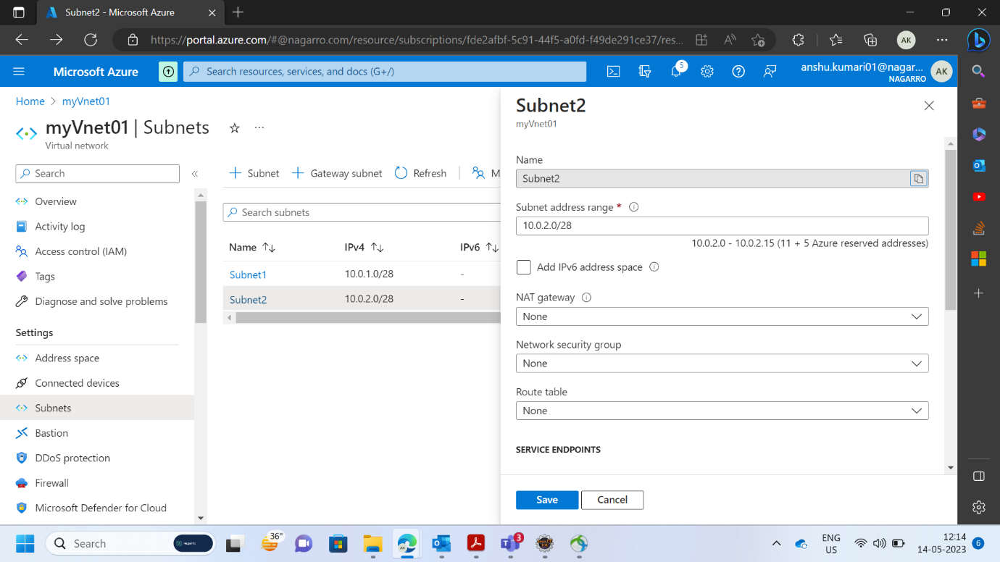 Subnet2 - Microsoft Azure
https://portal.azure.com/#@nagarro.com/resource/subscriptions/fde2afbf-5c91-44f5-a0fd-f49de291ce37/res...
AK
Microsoft Azure
Search resources, services, and docs (G+/)
5
anshu.kumari01@nagar...
NAGARRO
AK
Home > myVnet01
myVnet01 | Subnets
Virtual network
Search
Overview
Activity log
Access control (IAM)
Tags
Diagnose and solve problems
Settings
Address space
Connected devices
Subnets
Bastion
DDoS protection
Firewall
Microsoft Defender for Cloud
+ Subnet + Gateway subnet Refresh M
Search subnets
Name IPv4 IPv6
Subnet1 10.0.1.0/28 -
Subnet2 10.0.2.0/28 -
Subnet2
myVnet01
Name
Subnet2
Subnet address range *
10.0.2.0/28
10.0.2.0 - 10.0.2.15 (11 + 5 Azure reserved addresses)
Add IPv6 address space
NAT gateway
None
Network security group
None
Route table
None
SERVICE ENDPOINTS
Save Cancel
Search
36°
3
ENG
US
12:14
14-05-2023
6